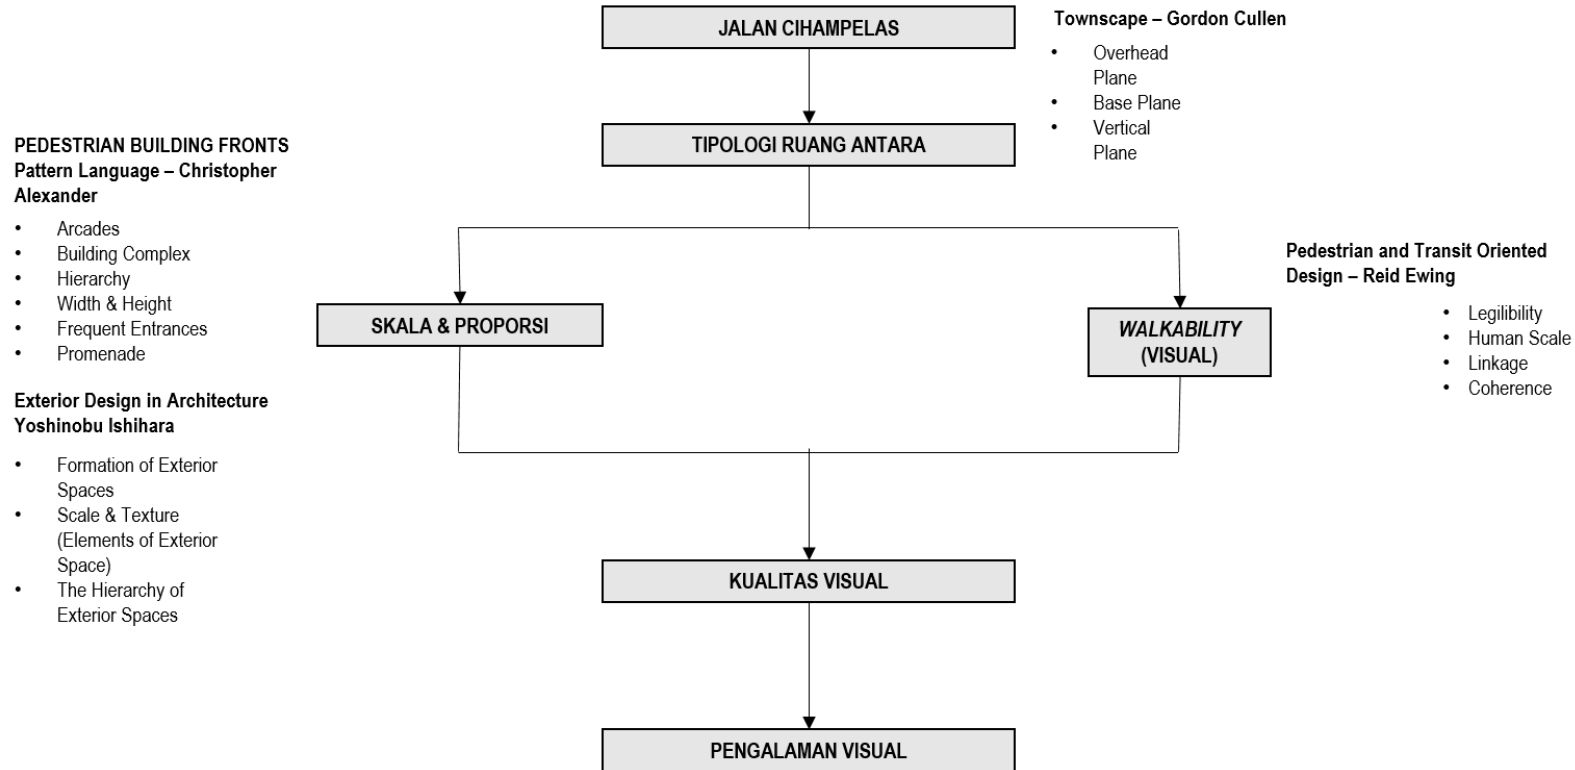 JALAN CIHAMPELAS
Townscape – Gordon Cullen
• Overhead
Plane
• Base Plane
• Vertical
Plane
TIPOLOGI RUANG ANTARA
PEDESTRIAN BUILDING FRONTS
Pattern Language – Christopher
Alexander
• Arcades
• Building Complex
• Hierarchy
• Width & Height
• Frequent Entrances
• Promenade
SKALA & PROPORSI
Pedestrian and Transit Oriented
Design – Reid Ewing
• Legilibility
• Human Scale
• Linkage
• Coherence
WALKABILITY
(VISUAL)
Exterior Design in Architecture
Yoshinobu Ishihara
• Formation of Exterior
Spaces
• Scale & Texture
(Elements of Exterior
Space)
• The Hierarchy of
Exterior Spaces
KUALITAS VISUAL
PENGALAMAN VISUAL